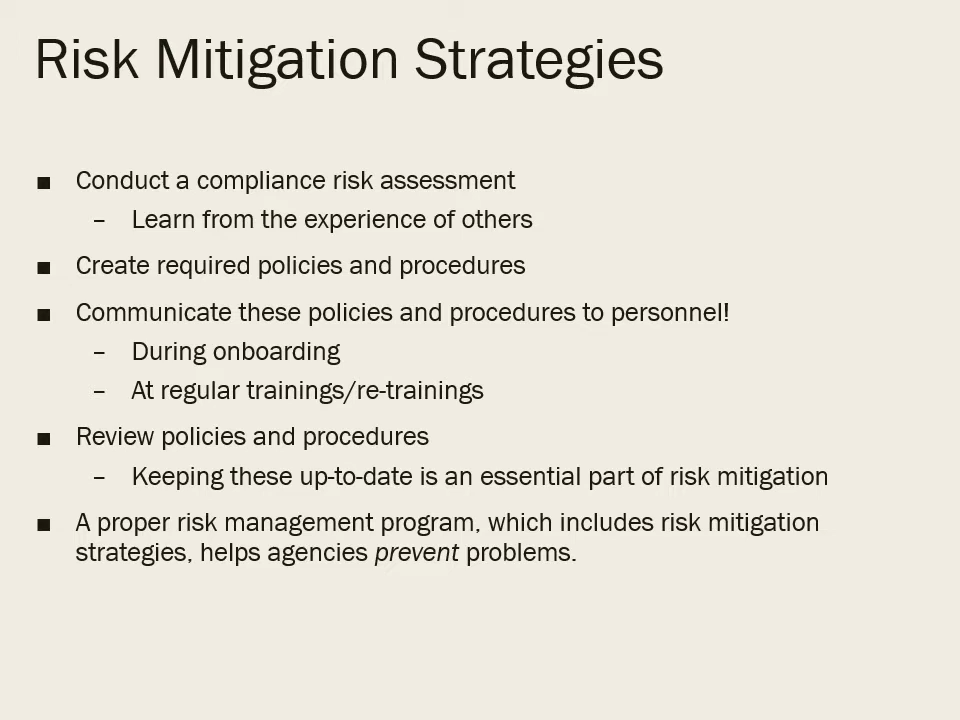 Risk Mitigation Strategies
■ Conduct a compliance risk assessment
– Learn from the experience of others
■ Create required policies and procedures
■ Communicate these policies and procedures to personnel!
– During onboarding
– At regular trainings/re-trainings
■ Review policies and procedures
– Keeping these up-to-date is an essential part of risk mitigation
■ A proper risk management program, which includes risk mitigation
strategies, helps agencies prevent problems.